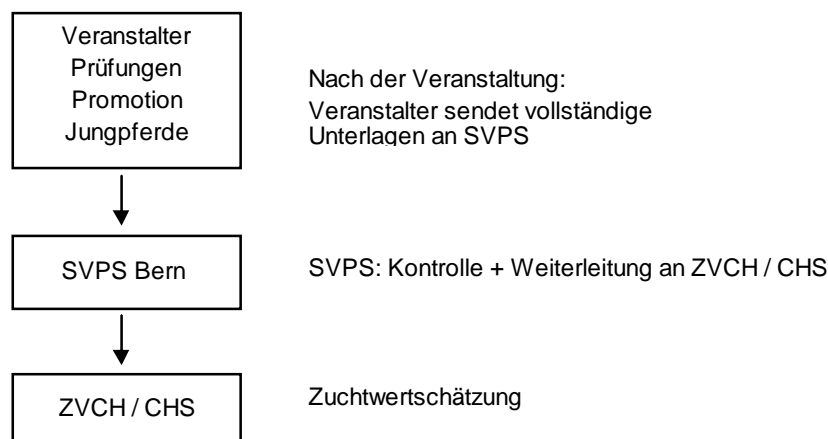 Veranstalter
Prüfungen
Promotion
Jungpferde
Nach der Veranstaltung:
Veranstalter sendet vollständige
Unterlagen an SVPS
SVPS Bern
SVPS: Kontrolle + Weiterleitung an ZVCH / CHS
ZVCH / CHS
Zuchtwertschätzung